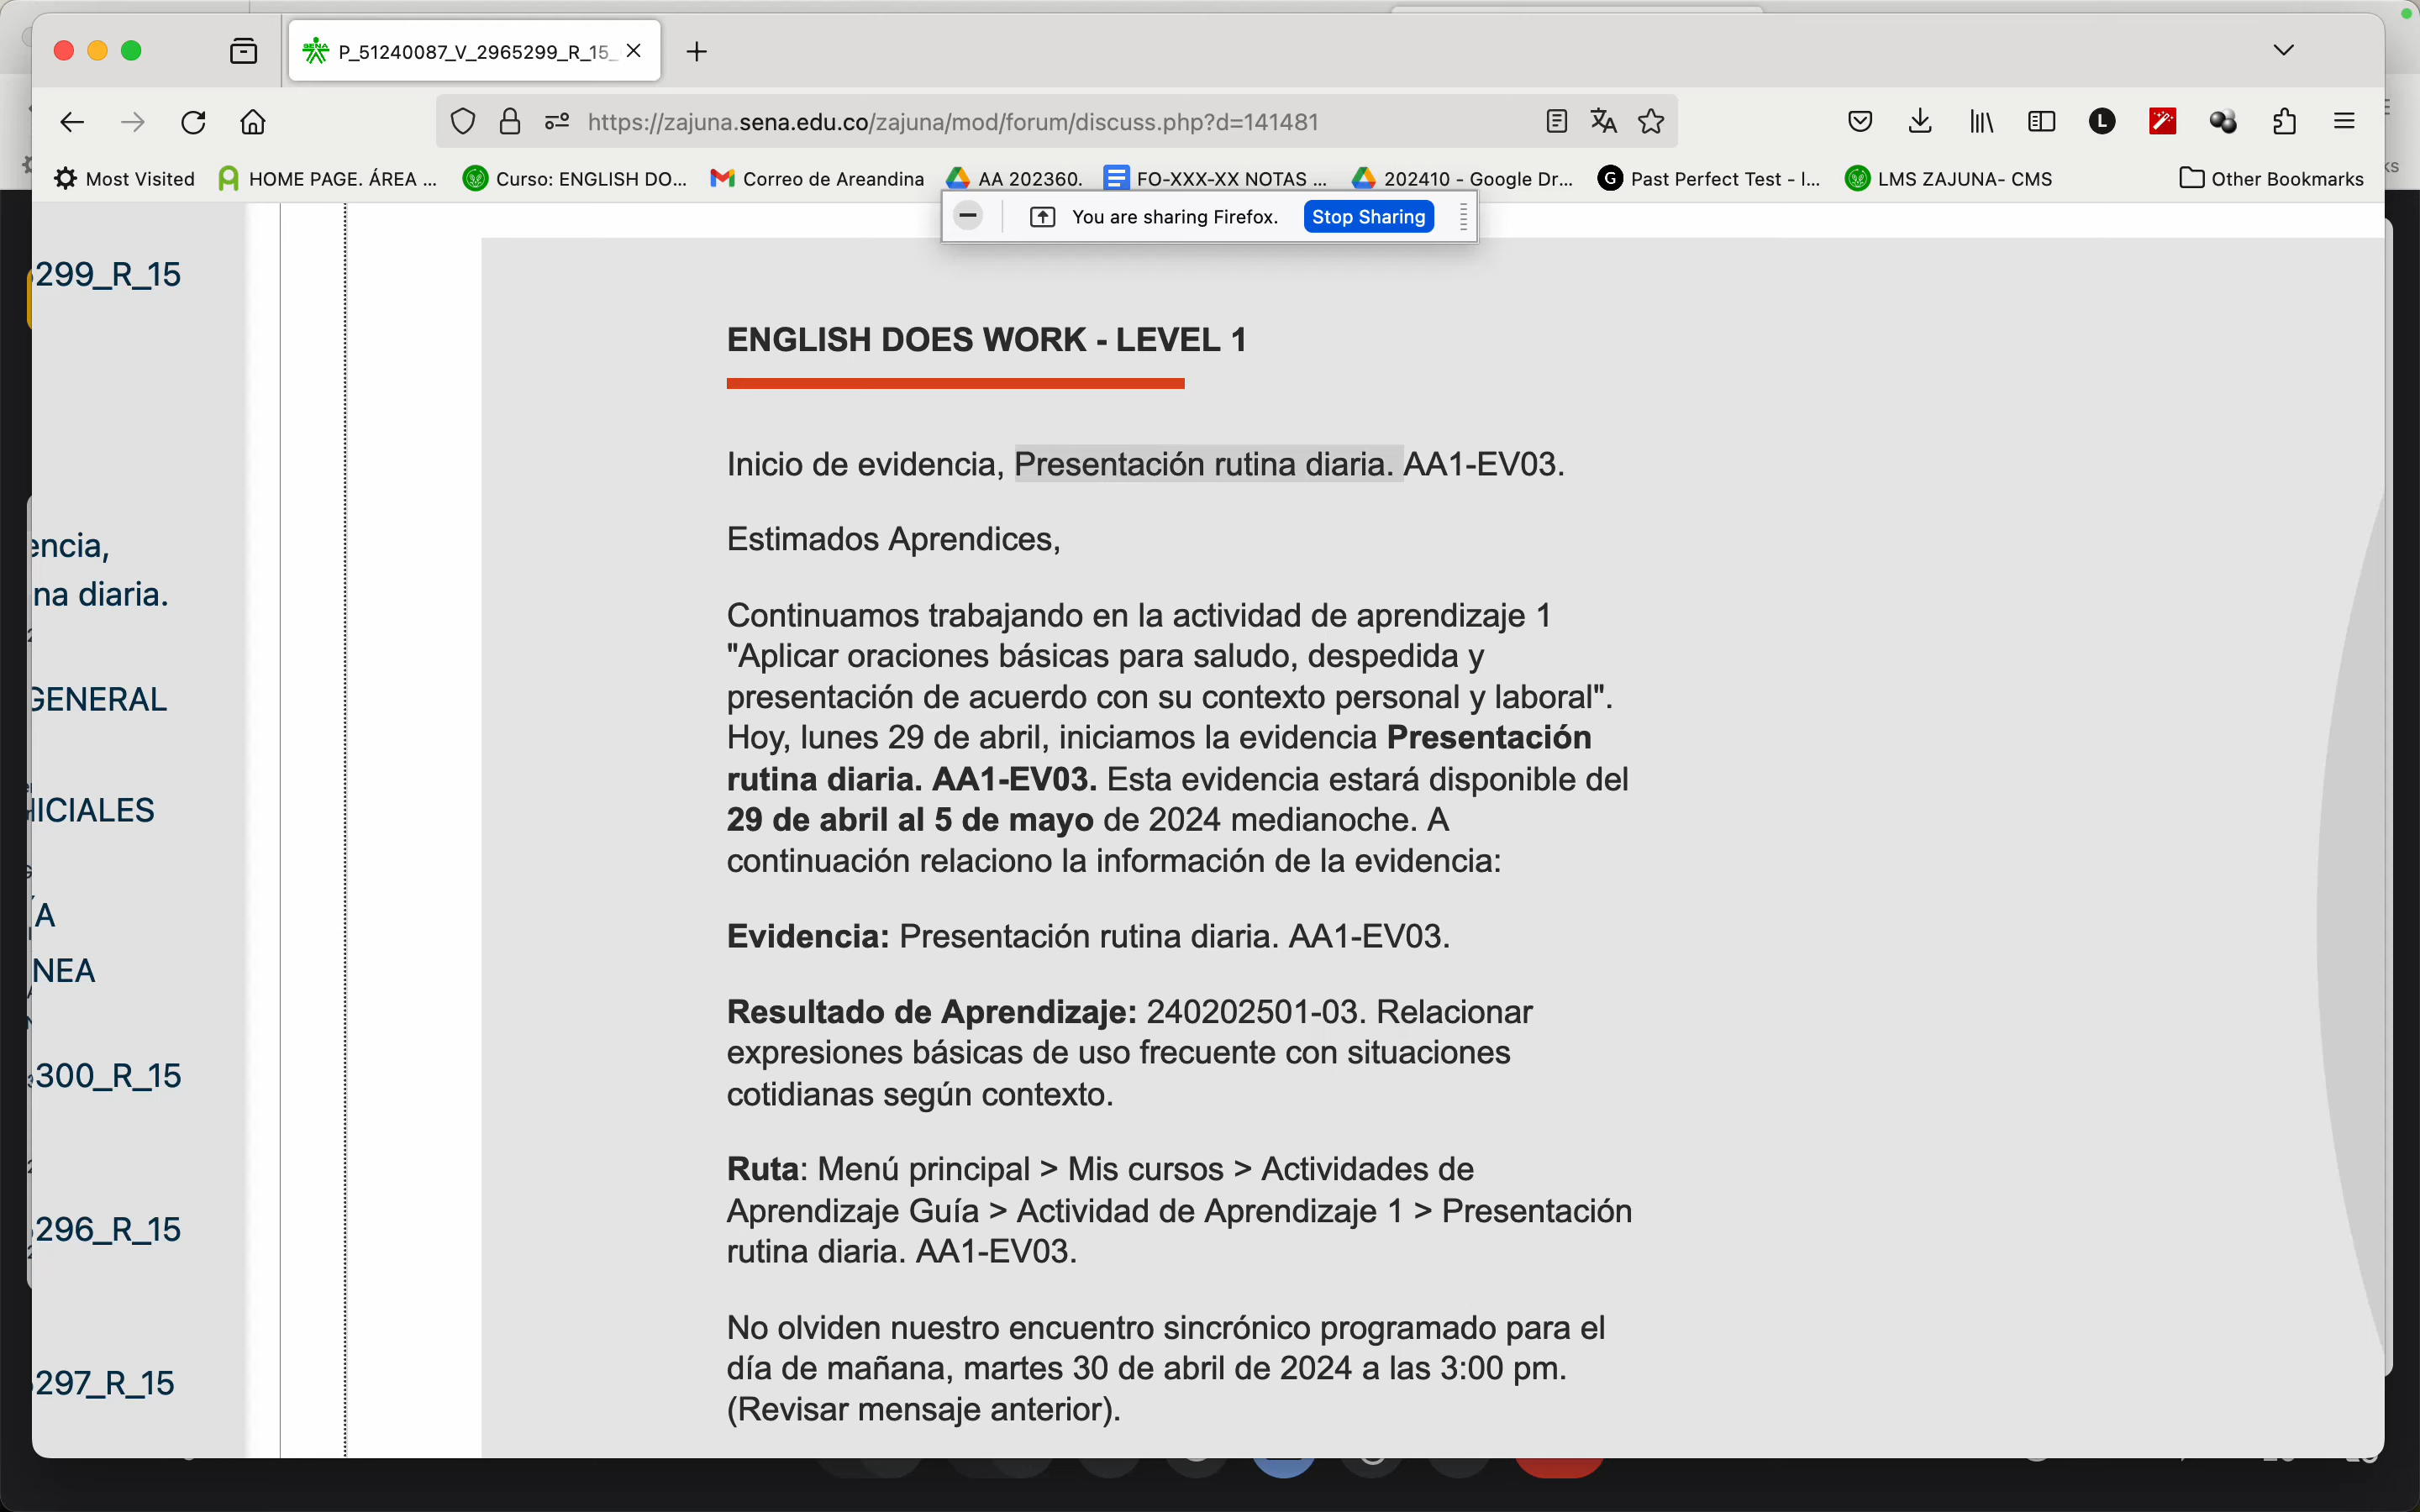 SENA P_51240087_V_2965299_R_15_
https://zajuna.sena.edu.co/zajuna/mod/forum/discuss.php?d=141481
L
Most Visited HOME PAGE. ÁREA ... Curso: ENGLISH DO... Correo de Areandina AA 202360. FO-XXX-XX NOTAS ... 202410 - Google Dr... G Past Perfect Test - I... LMS ZAJUNA- CMS Other Bookmarks
You are sharing Firefox. Stop Sharing
299_R_15
encia,
na diaria.
GENERAL
ICIALES
A
NEA
300_R_15
296_R_15
297_R_15
ENGLISH DOES WORK - LEVEL 1
Inicio de evidencia, Presentación rutina diaria. AA1-EV03.
Estimados Aprendices,
Continuamos trabajando en la actividad de aprendizaje 1
"Aplicar oraciones básicas para saludo, despedida y
presentación de acuerdo con su contexto personal y laboral".
Hoy, lunes 29 de abril, iniciamos la evidencia Presentación
rutina diaria. AA1-EV03. Esta evidencia estará disponible del
29 de abril al 5 de mayo de 2024 medianoche. A
continuación relaciono la información de la evidencia:
Evidencia: Presentación rutina diaria. AA1-EV03.
Resultado de Aprendizaje: 240202501-03. Relacionar
expresiones básicas de uso frecuente con situaciones
cotidianas según contexto.
Ruta: Menú principal > Mis cursos > Actividades de
Aprendizaje Guía > Actividad de Aprendizaje 1 > Presentación
rutina diaria. AA1-EV03.
No olviden nuestro encuentro sincrónico programado para el
día de mañana, martes 30 de abril de 2024 a las 3:00 pm.
(Revisar mensaje anterior).